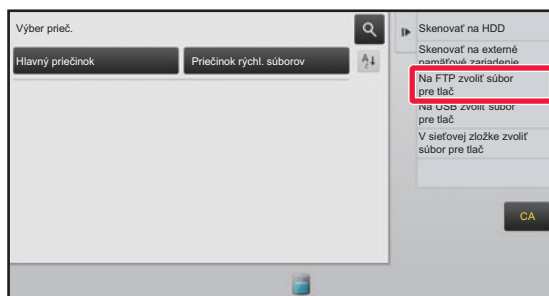 Výber prieč.
Hlavný priečinok
Priečinok rýchl. súborov
Skenovať na HDD
Skenovať na externé
pamäťové zariadenie
Na FTP zvoliť súbor
pre tlač
Na USB zvoliť súbor
pre tlač
V sieťovej zložke zvoliť
súbor pre tlač
CA